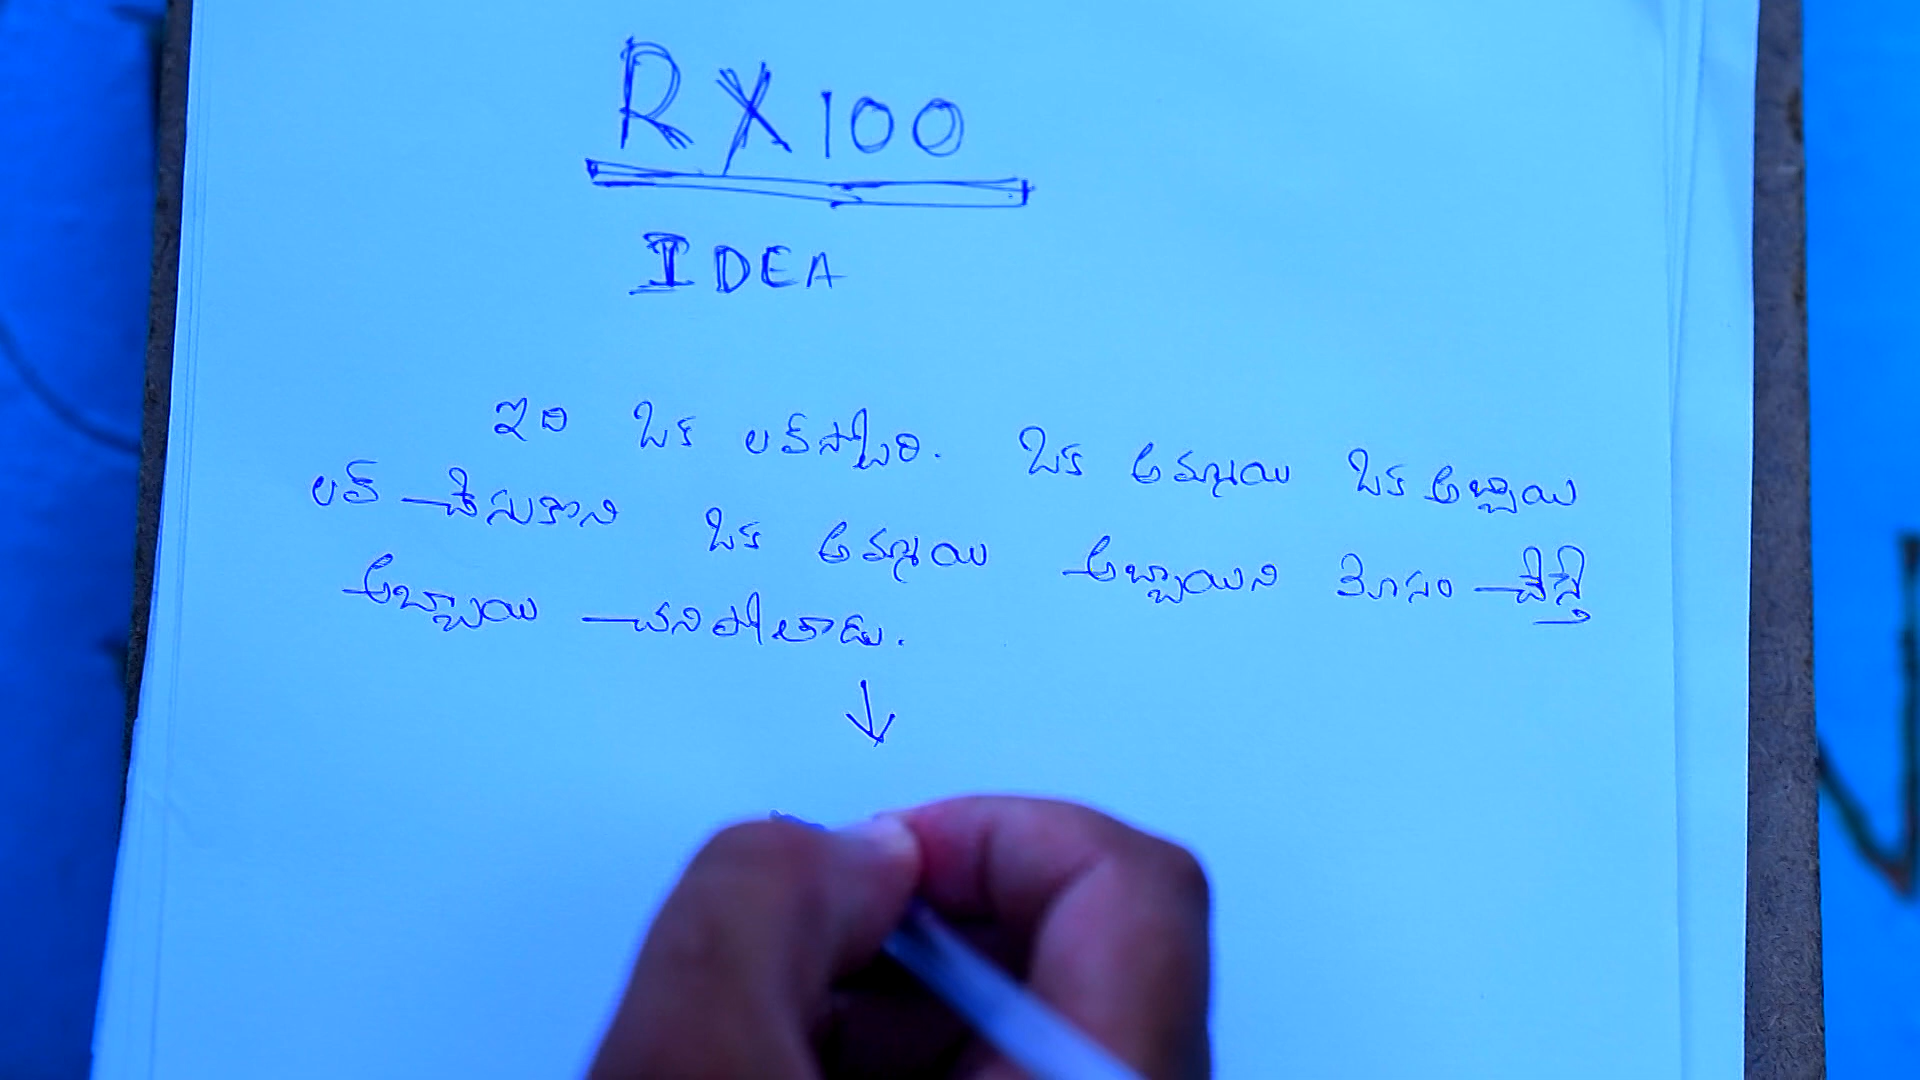 RX100
IDEA
ఇది ఒక లవ్‌స్టోరి. ఒక అమ్మాయి ఒక అబ్బాయి
లవ్ చేసుకొని ఒక అమ్మాయి అబ్బాయిని మోసం చేస్తే
అబ్బాయి చనిపోతాడు.